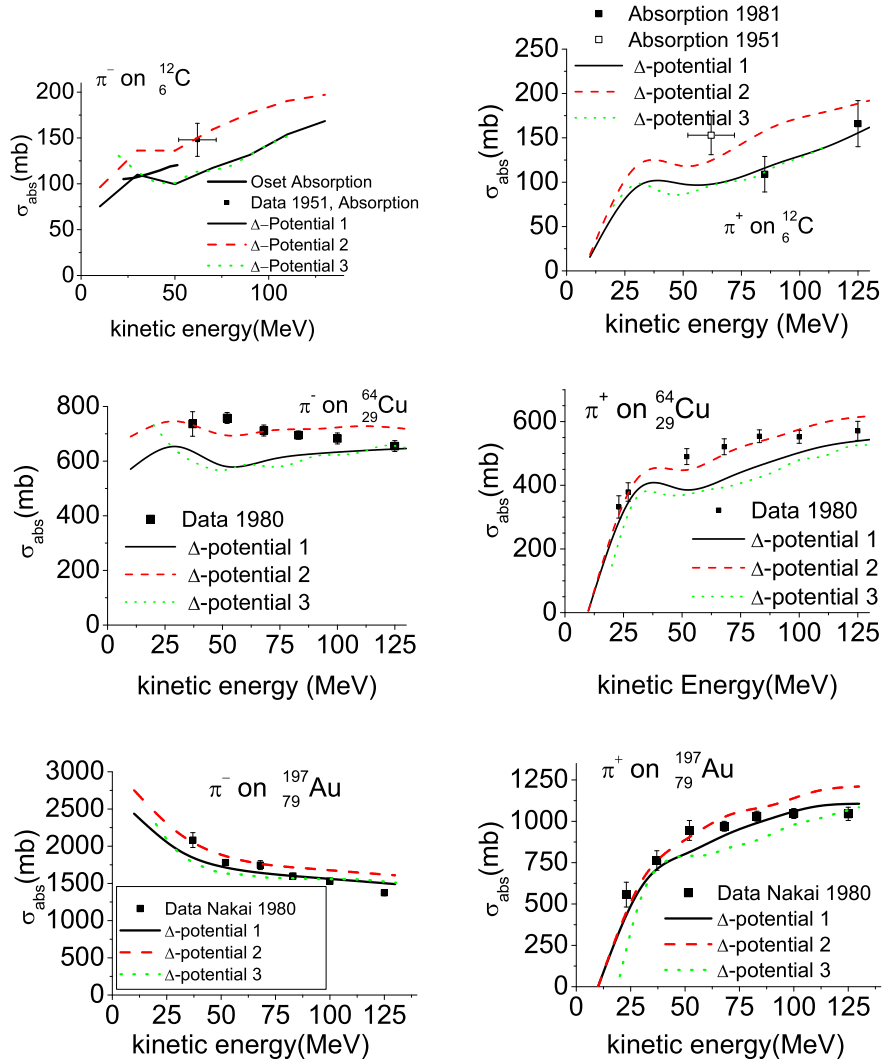 π⁻ on ¹²₆C
σabs(mb)
200
150
100
50
0
Oset Absorption
Data 1951, Absorption
Δ–Potential 1
Δ–Potential 2
Δ–Potential 3
0 50 100
kinetic energy(MeV)
Absorption 1981
Absorption 1951
Δ-potential 1
Δ-potential 2
Δ-potential 3
σabs(mb)
200
150
100
50
0
π⁺ on ¹²₆C
0 25 50 75 100 125
kinetic energy (MeV)
π⁻ on ⁶⁴₂₉Cu
σabs(mb)
800
600
400
200
0
Data 1980
Δ-potential 1
Δ-potential 2
Δ-potential 3
0 25 50 75 100 125
kinetic energy (MeV)
π⁺ on ⁶⁴₂₉Cu
σabs(mb)
600
400
200
0
Data 1980
Δ-potential 1
Δ-potential 2
Δ-potential 3
0 25 50 75 100 125
kinetic Energy(MeV)
π⁻ on ¹⁹⁷₇₉Au
σabs(mb)
3000
2500
2000
1500
1000
500
0
Data Nakai 1980
Δ-potential 1
Δ-potential 2
Δ-potential 3
0 25 50 75 100 125
kinetic energy(MeV)
π⁺ on ¹⁹⁷₇₉Au
σabs(mb)
1250
1000
750
500
250
0
Data Nakai 1980
Δ-potential 1
Δ-potential 2
Δ-potential 3
0 25 50 75 100 125
kinetic energy(MeV)